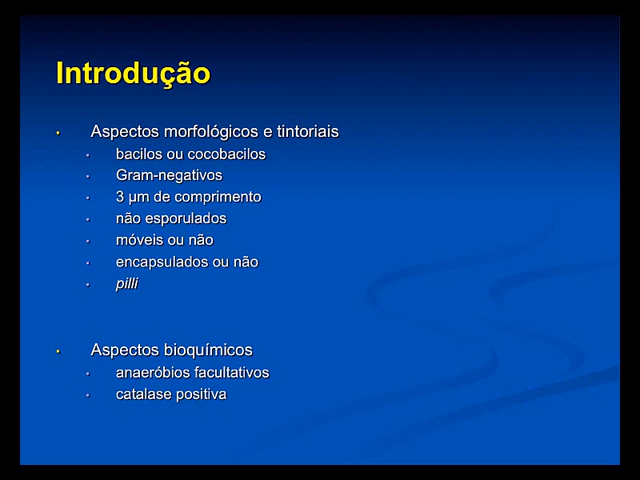 Introdução
Aspectos morfológicos e tintoriais
bacilos ou cocobacilos
Gram-negativos
3 µm de comprimento
não esporulados
móveis ou não
encapsulados ou não
pilli
Aspectos bioquímicos
anaeróbios facultativos
catalase positiva